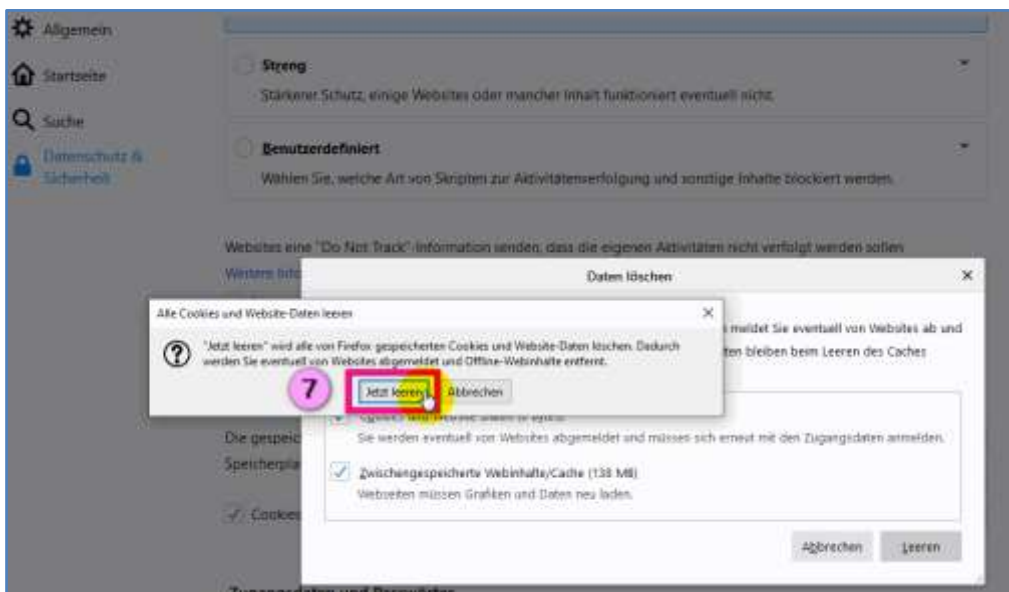 Allgemein
Startseite
Suche
Datenschutz &
Sicherheit
Streng
Stärkerer Schutz, einige Websites oder mancher Inhalt funktioniert eventuell nicht.
Benutzerdefiniert
Wählen Sie, welche Art von Skripten zur Aktivitätenverfolgung und sonstige Inhalte blockiert werden.
Websites eine "Do Not Track"-Information senden, dass die eigenen Aktivitäten nicht verfolgt werden sollen
Weitere
Daten löschen
meldet Sie eventuell von Websites ab und
bleiben beim Leeren des Caches
Alle Cookies und Website-Daten leeren
"Jetzt leeren" wird alle von Firefox gespeicherten Cookies und Website-Daten löschen. Dadurch
werden Sie eventuell von Websites abgemeldet und Offline-Webinhalte entfernt.
7
Jetzt leeren
Abbrechen
Sie werden eventuell von Websites abgemeldet und müssen sich erneut mit den Zugangsdaten anmelden.
Zwischengespeicherte Webinhalte/Cache (138 MB)
Webseiten müssen Grafiken und Daten neu laden.
Abbrechen
Leeren
Die gespeic
Speicherpla
Cookies
Zugangsdaten und Passwörter